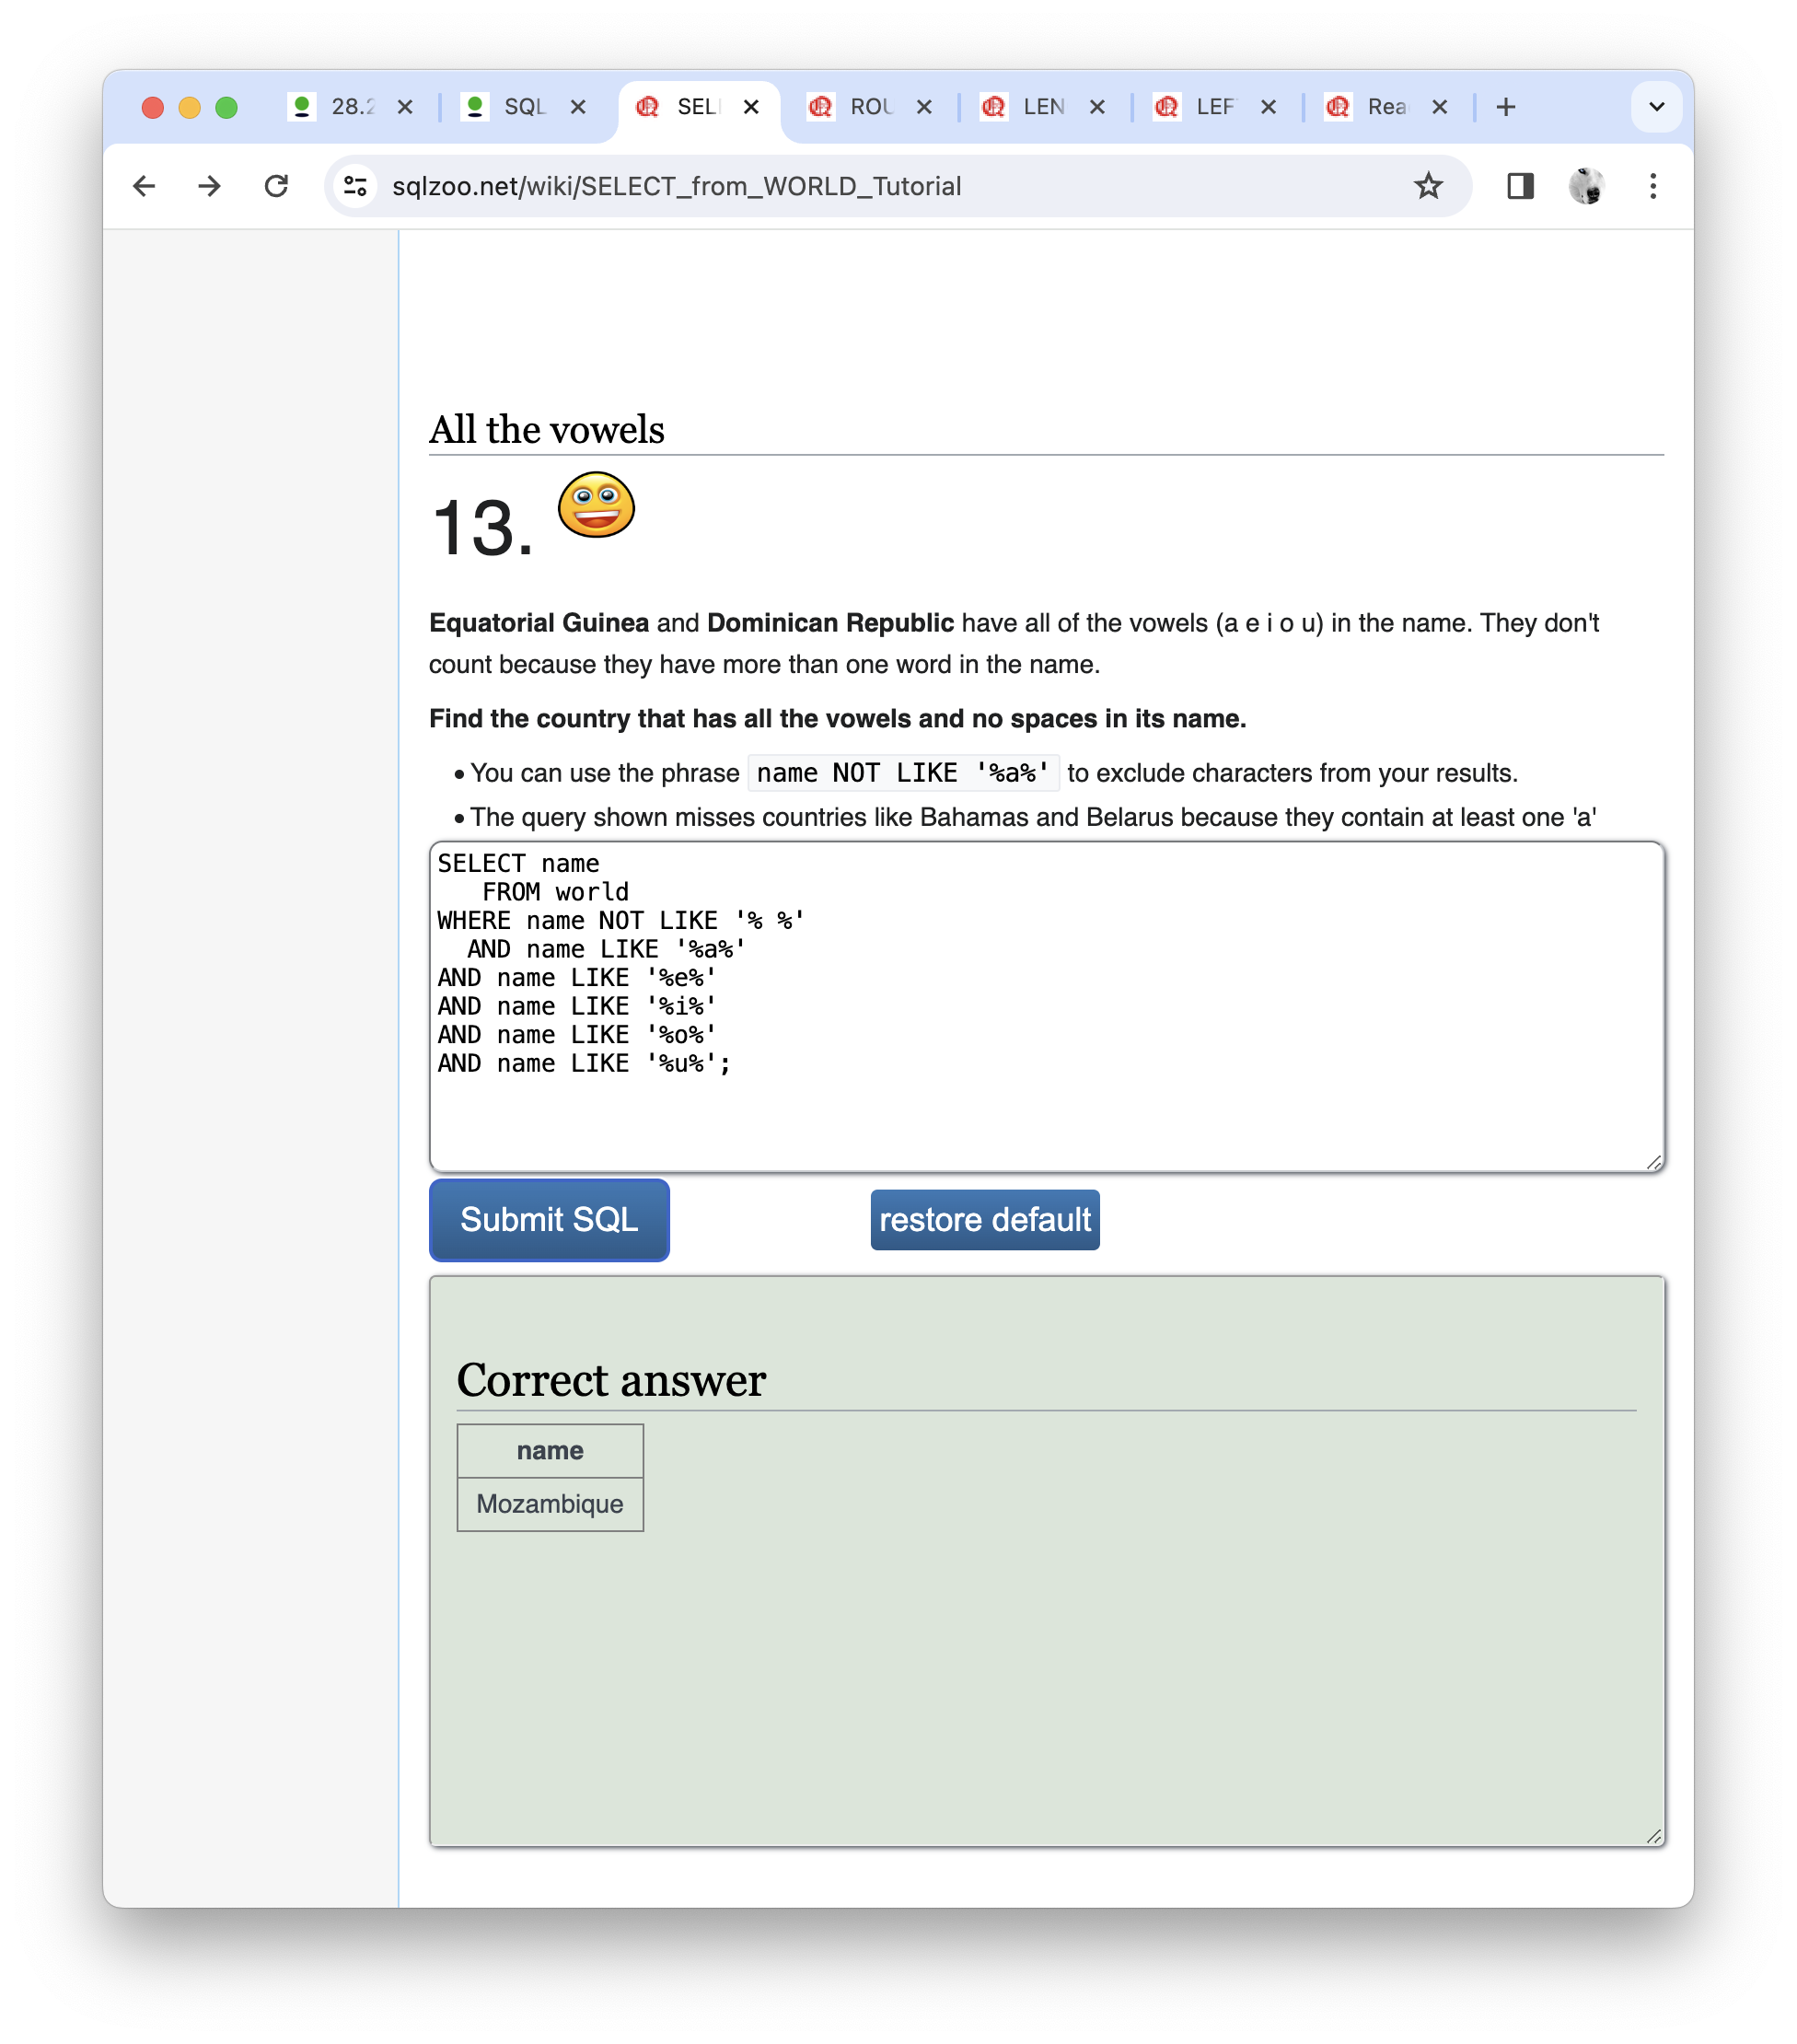 28.2
SQL
SEL
ROU
LEN
LEF
Rea
sqlzoo.net/wiki/SELECT_from_WORLD_Tutorial
All the vowels
13.
Equatorial Guinea and Dominican Republic have all of the vowels (a e i o u) in the name. They don't
count because they have more than one word in the name.
Find the country that has all the vowels and no spaces in its name.
• You can use the phrase name NOT LIKE '%a%' to exclude characters from your results.
• The query shown misses countries like Bahamas and Belarus because they contain at least one 'a'
SELECT name
FROM world
WHERE name NOT LIKE '% %'
AND name LIKE '%a%'
AND name LIKE '%e%'
AND name LIKE '%i%'
AND name LIKE '%o%'
AND name LIKE '%u%';
Submit SQL
restore default
Correct answer
name
Mozambique